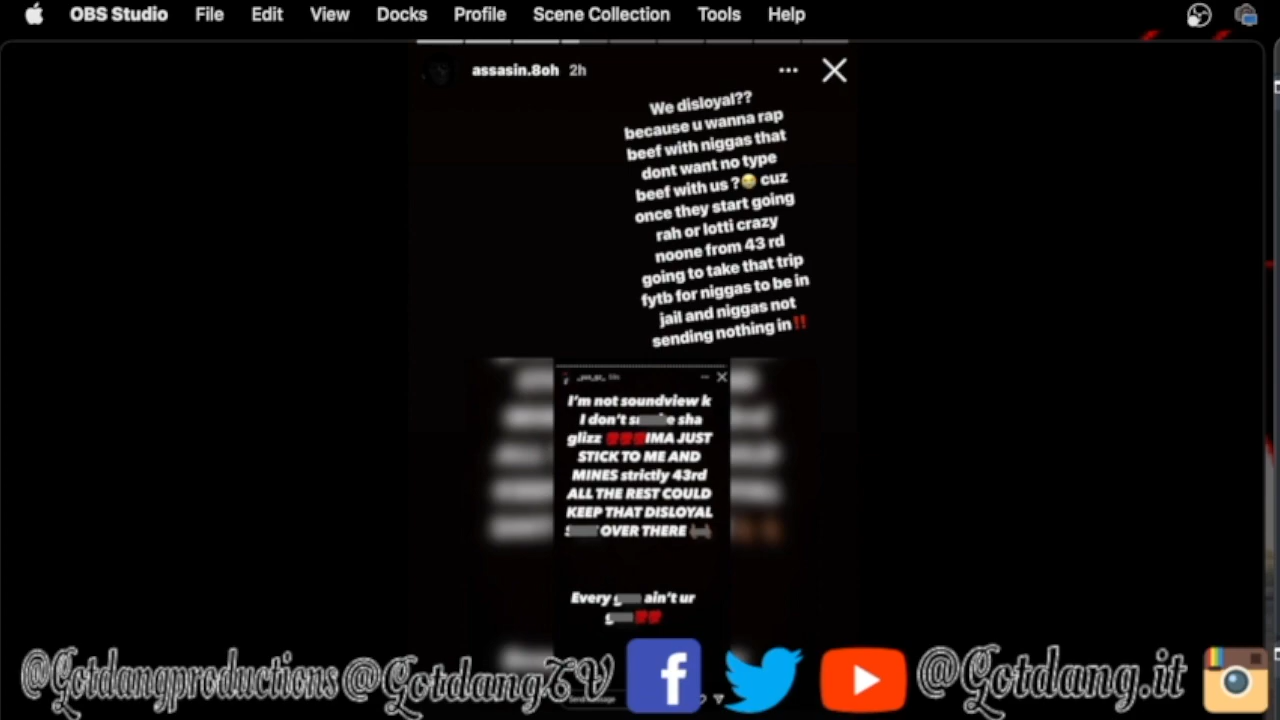 OBS Studio File Edit View Docks Profile Scene Collection Tools Help
assasin.8oh 2h
We disloyal??
because u wanna rap
beef with niggas that
dont want no type
beef with us ?😂 cuz
once they start going
rah or lotti crazy
noone from 43 rd
going to take that trip
fytb for niggas to be in
jail and niggas not
sending nothing in‼️
I'm not soundview k
I don't sha
glizz IMA JUST
STICK TO ME AND
MINES strictly 43rd
ALL THE REST COULD
KEEP THAT DISLOYAL
OVER THERE
Every ain't ur
@Gotdangproductions @GotdangTV @Gotdang.it